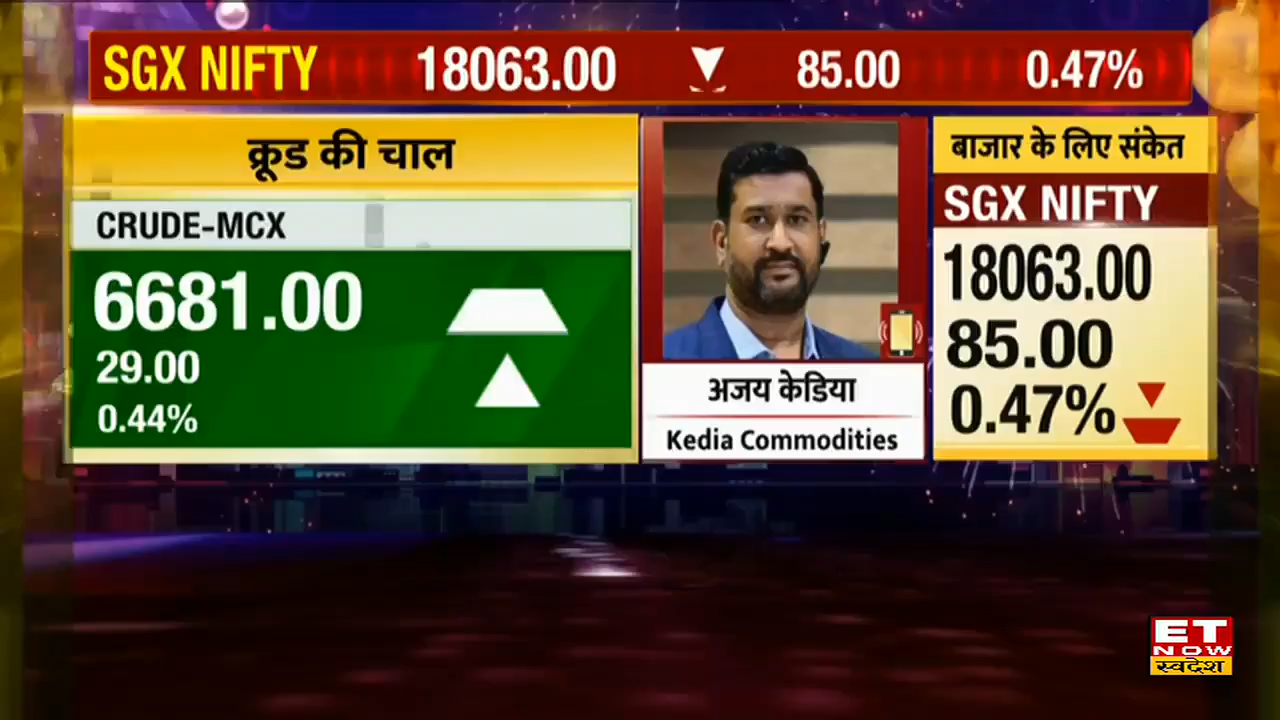 SGX NIFTY 18063.00 85.00 0.47%
क्रूड की चाल
CRUDE-MCX
6681.00
29.00
0.44%
अजय केडिया
Kedia Commodities
बाजार के लिए संकेत
SGX NIFTY
18063.00
85.00
0.47%
ET
NOW
स्वदेश